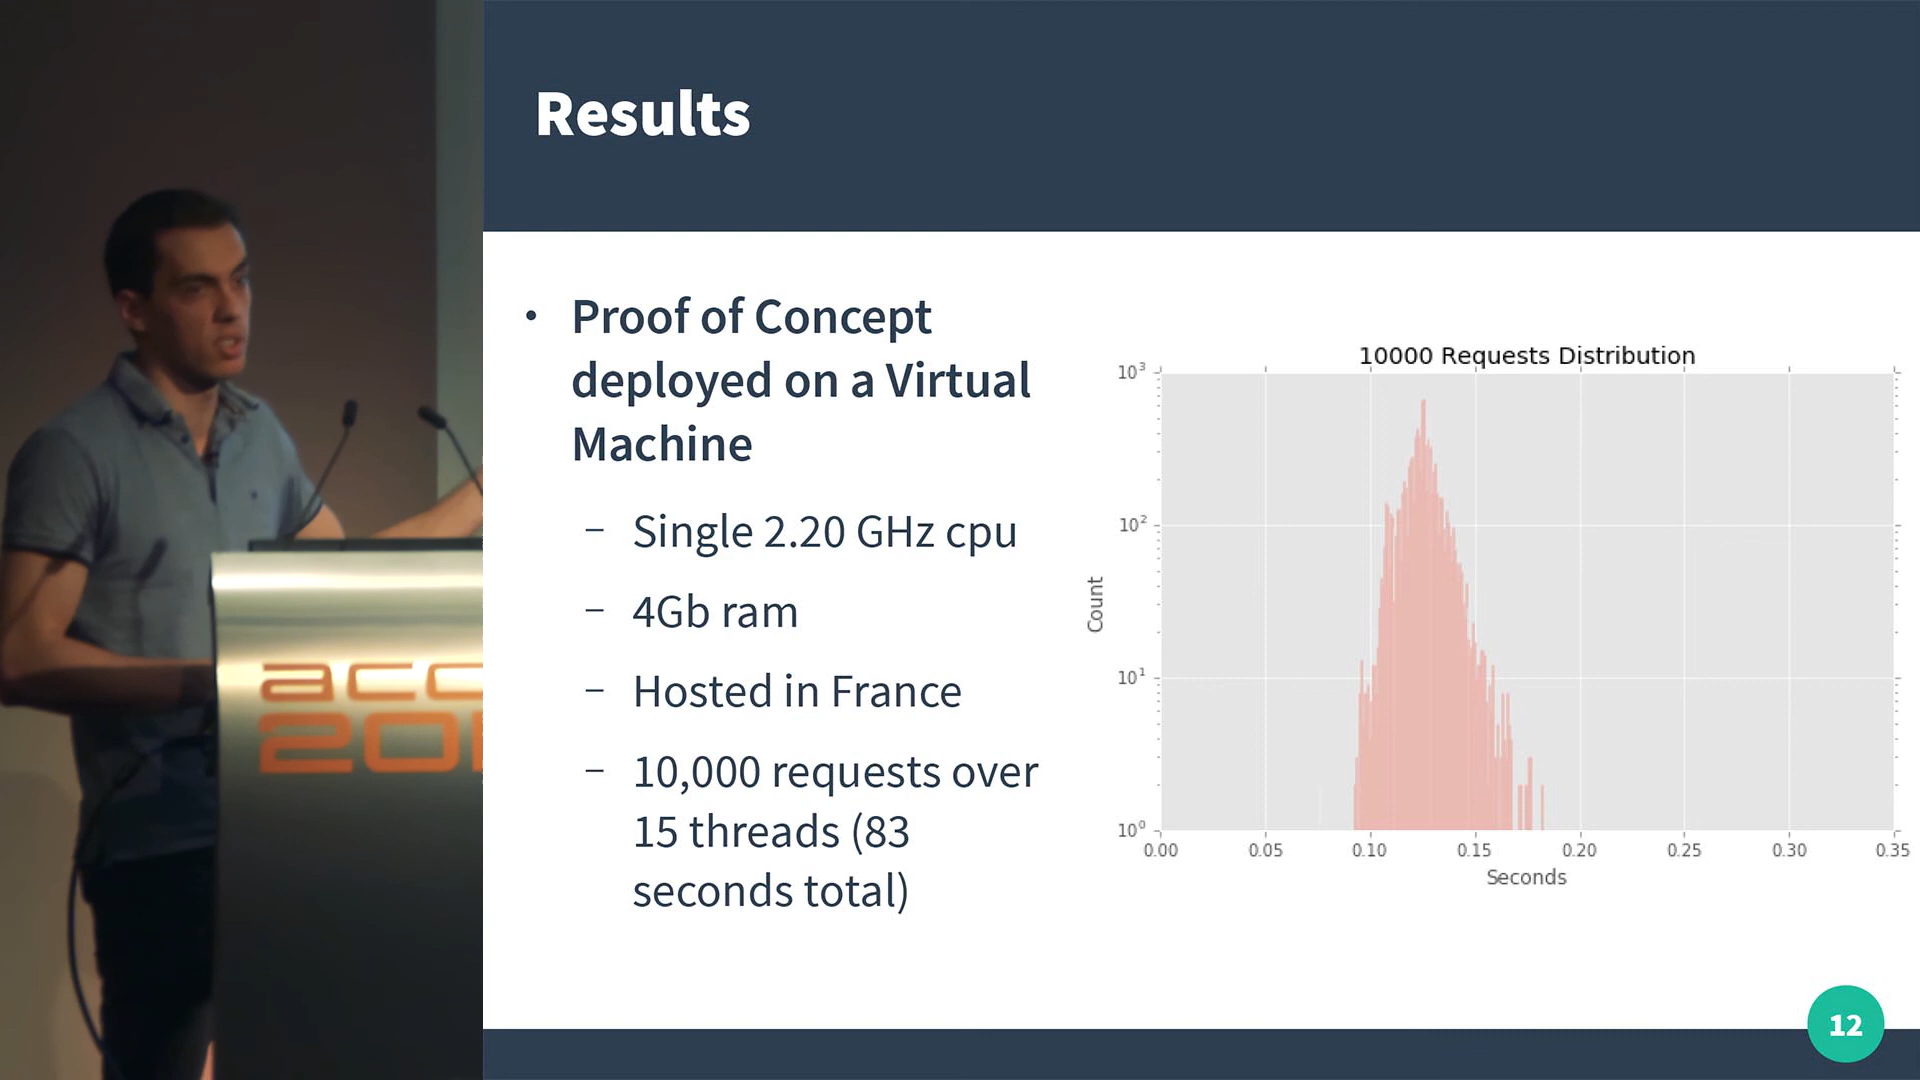 Results
• Proof of Concept
deployed on a Virtual
Machine
– Single 2.20 GHz cpu
– 4Gb ram
– Hosted in France
– 10,000 requests over
15 threads (83
seconds total)
10000 Requests Distribution
10³
10²
10¹
10⁰
Count
0.00 0.05 0.10 0.15 0.20 0.25 0.30 0.35
Seconds
12